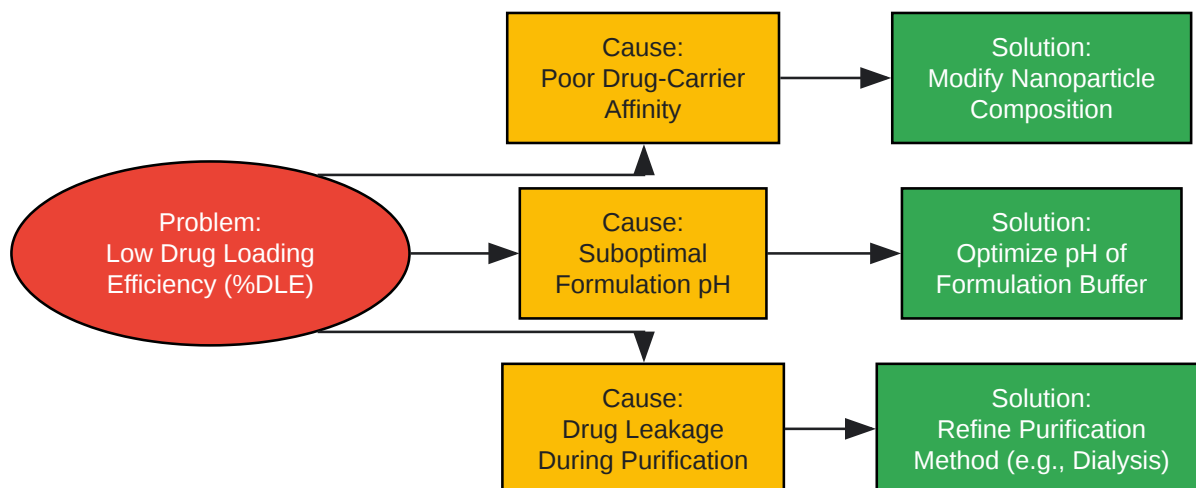 Cause:
Poor Drug-Carrier
Affinity
Solution:
Modify Nanoparticle
Composition
Problem:
Low Drug Loading
Efficiency (%DLE)
Cause:
Suboptimal
Formulation pH
Solution:
Optimize pH of
Formulation Buffer
Cause:
Drug Leakage
During Purification
Solution:
Refine Purification
Method (e.g., Dialysis)